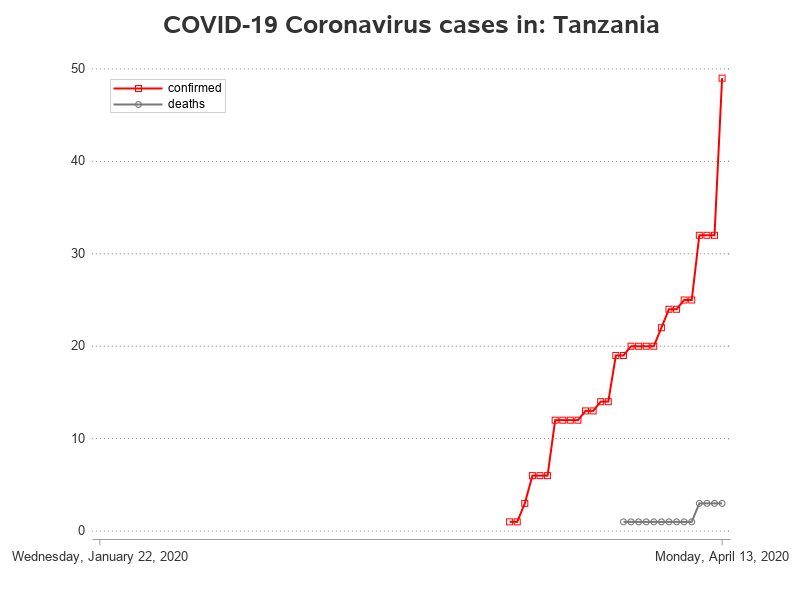 COVID-19 Coronavirus cases in: Tanzania
50
confirmed
deaths
40
30
20
10
0
Wednesday, January 22, 2020
Monday, April 13, 2020